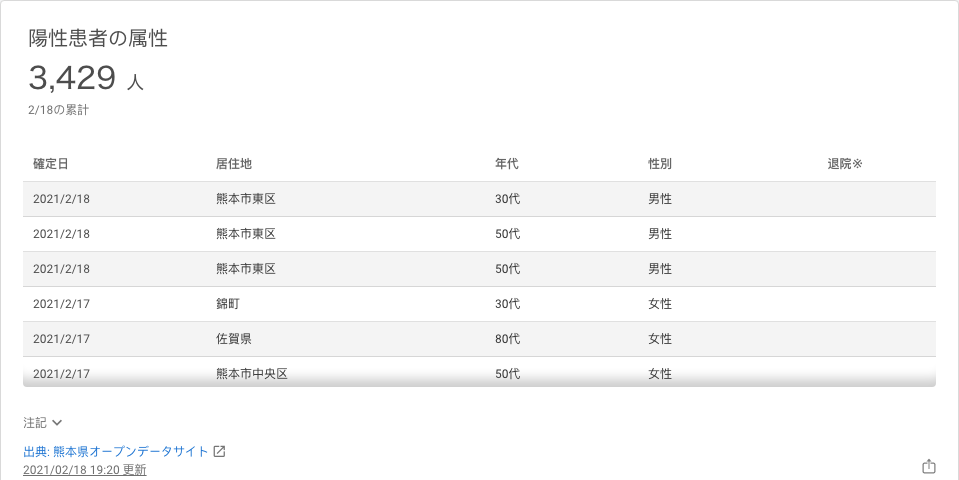 陽性患者の属性
3,429 人
2/18の累計
確定日 居住地 年代 性別 退院※
2021/2/18 熊本市東区 30代 男性
2021/2/18 熊本市東区 50代 男性
2021/2/18 熊本市東区 50代 男性
2021/2/17 錦町 30代 女性
2021/2/17 佐賀県 80代 女性
2021/2/17 熊本市中央区 50代 女性
注記
出典: 熊本県オープンデータサイト
2021/02/18 19:20 更新